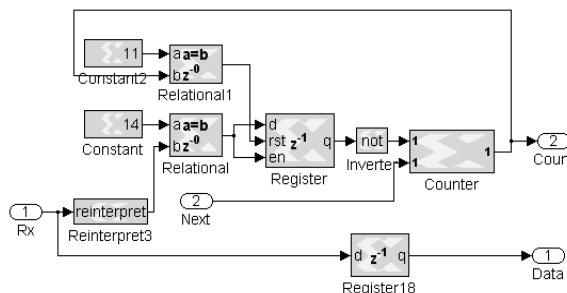 11
a a=b
b z⁻⁰
Constant2
Relational1
14
a a=b
b z⁻⁰
Constant
Relational
d
rst z⁻¹ q
en
Register
not
Inverter
1
1
1
Counter
2
Coun
1
Rx
reinterpret
Reinterpret3
2
Next
d z⁻¹ q
Register18
1
Data